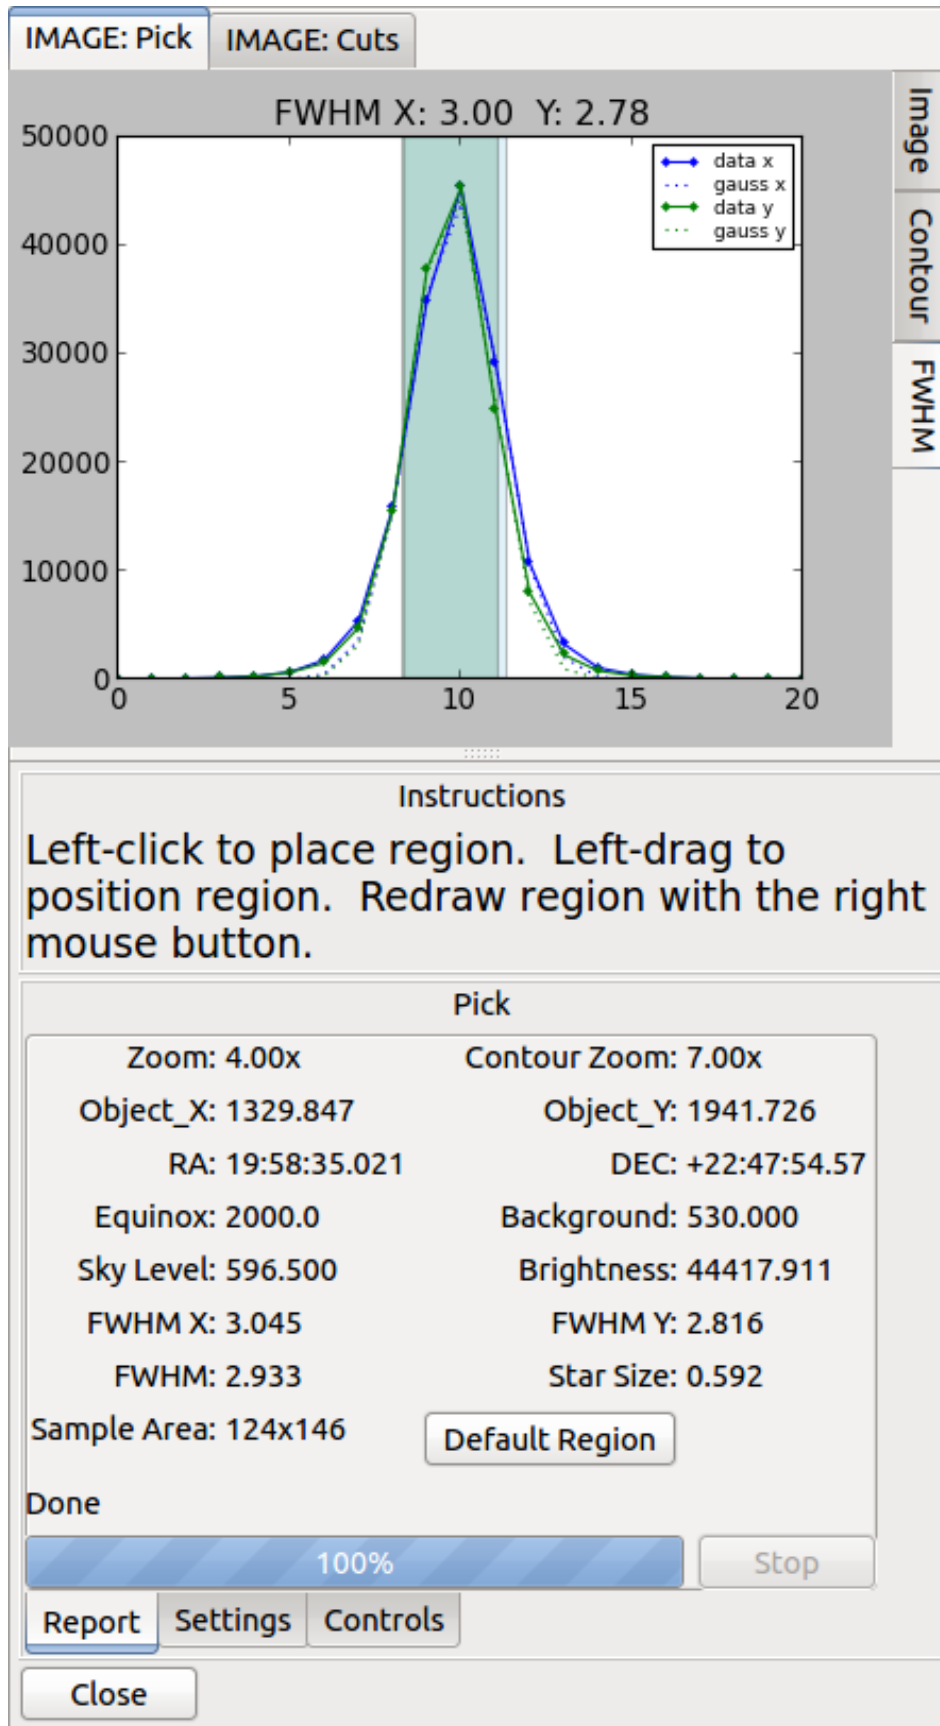 IMAGE: Pick
IMAGE: Cuts
FWHM X: 3.00  Y: 2.78
50000
40000
30000
20000
10000
0
0
5
10
15
20
data x
gauss x
data y
gauss y
Image
Contour
FWHM
Instructions
Left-click to place region.  Left-drag to
position region.  Redraw region with the right
mouse button.
Pick
Zoom: 4.00x Contour Zoom: 7.00x
Object_X: 1329.847 Object_Y: 1941.726
RA: 19:58:35.021 DEC: +22:47:54.57
Equinox: 2000.0 Background: 530.000
Sky Level: 596.500 Brightness: 44417.911
FWHM X: 3.045 FWHM Y: 2.816
FWHM: 2.933 Star Size: 0.592
Sample Area: 124x146 Default Region
Done
100% Stop
Report Settings Controls
Close